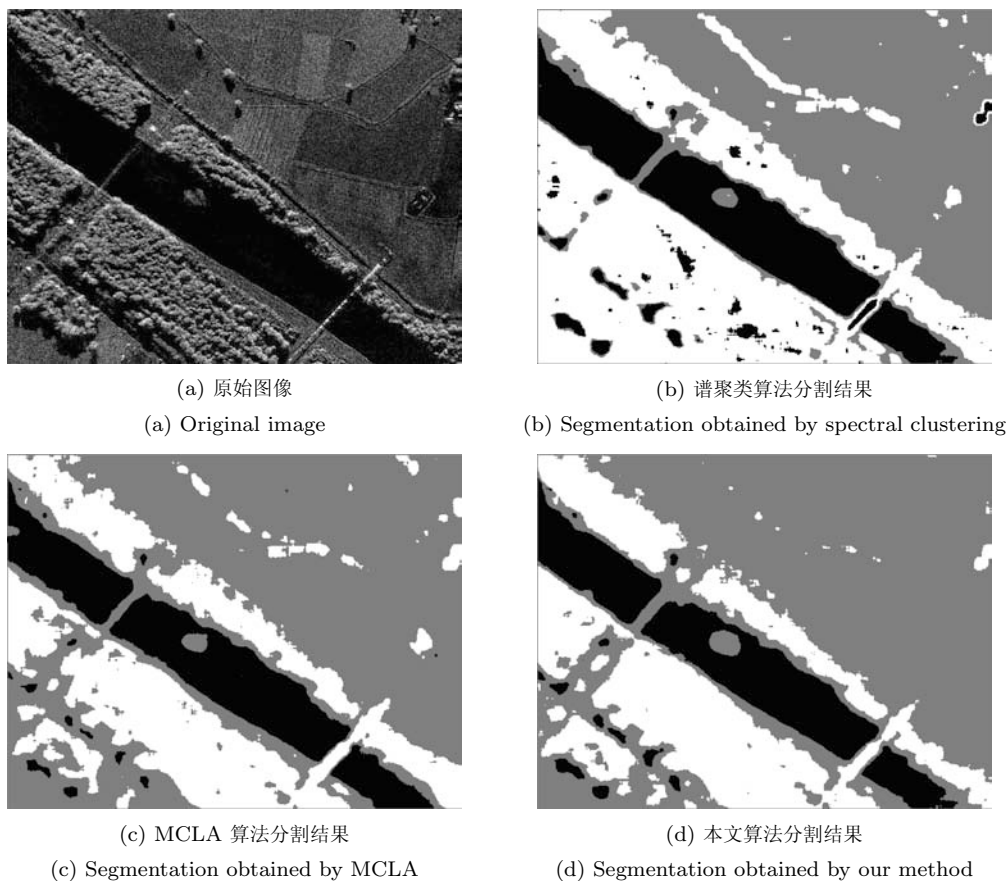 (a) 原始图像
(a) Original image
(b) 谱聚类算法分割结果
(b) Segmentation obtained by spectral clustering
(c) MCLA 算法分割结果
(c) Segmentation obtained by MCLA
(d) 本文算法分割结果
(d) Segmentation obtained by our method